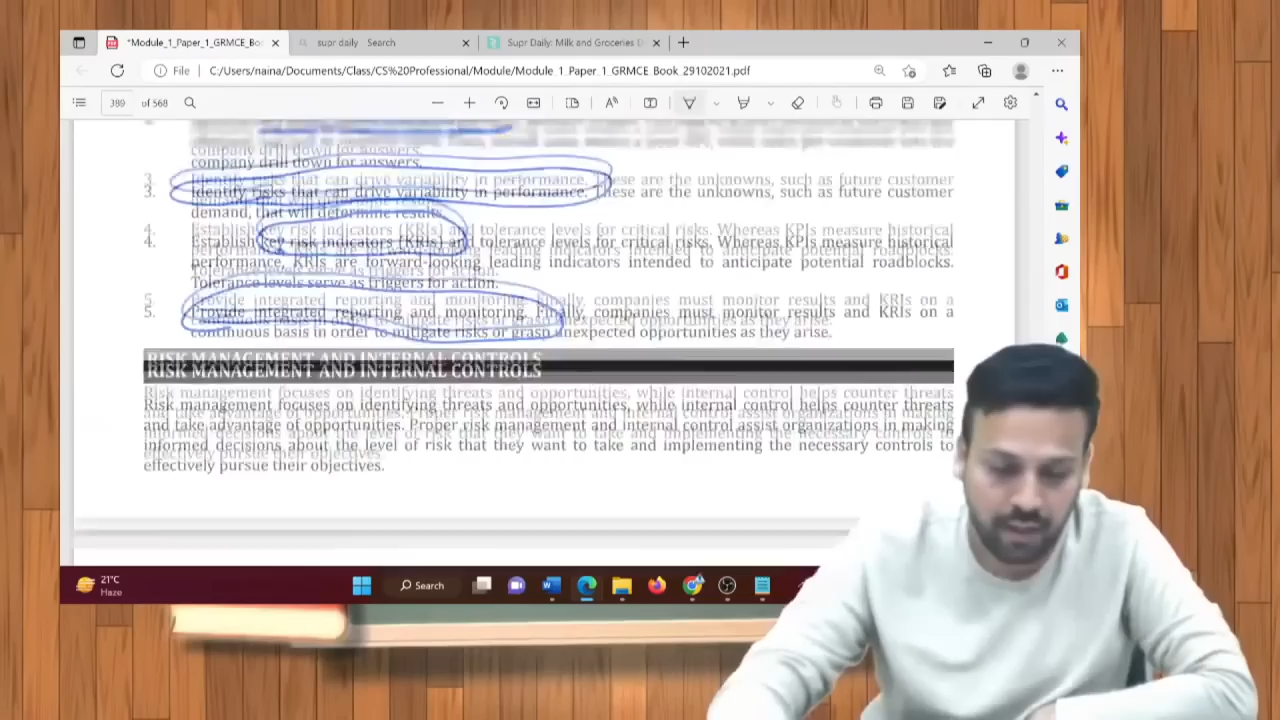 *Module_1_Paper_1_GRMCE_Bo
supr daily Search
Supr Daily: Milk and Groceries D
File C:/Users/naina/Documents/Class/CS%20Professional/Module/Module_1_Paper_1_GRMCE_Book_29102021.pdf
389 of 568
company drill down for answers.
3. Identify risks that can drive variability in performance. These are the unknowns, such as future customer
demand, that will determine results.
4. Establish key risk indicators (KRIs) and tolerance levels for critical risks. Whereas KPIs measure historical
performance, KRIs are forward-looking leading indicators intended to anticipate potential roadblocks.
Tolerance levels serve as triggers for action.
5. Provide integrated reporting and monitoring. Finally, companies must monitor results and KRIs on a
continuous basis in order to mitigate risks or grasp unexpected opportunities as they arise.
RISK MANAGEMENT AND INTERNAL CONTROLS
Risk management focuses on identifying threats and opportunities, while internal control helps counter threats
and take advantage of opportunities. Proper risk management and internal control assist organizations in making
informed decisions about the level of risk that they want to take and implementing the necessary controls to
effectively pursue their objectives.
21°C
Haze
Search